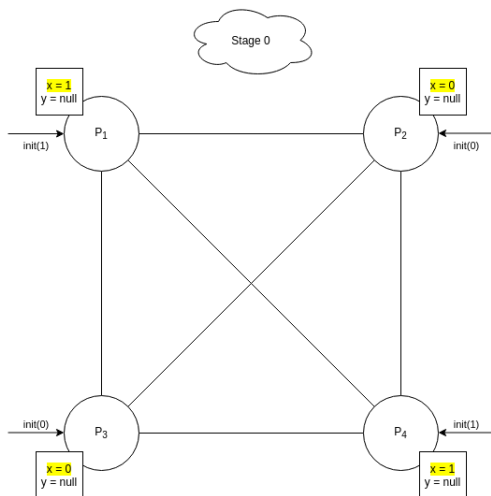 Stage 0
x = 1
y = null
x = 0
y = null
P1
P2
init(1)
init(0)
init(0)
P3
P4
init(1)
x = 0
y = null
x = 1
y = null